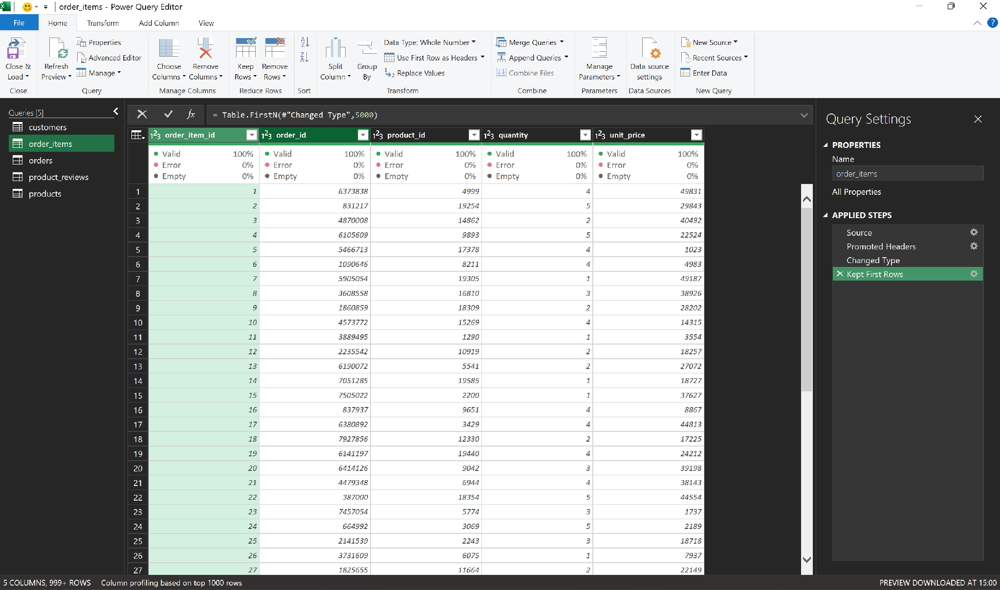 order_items - Power Query Editor
File Home Transform Add Column View
Close & Load
Refresh Preview
Properties
Advanced Editor
Manage
Choose Columns
Remove Columns
Keep Rows
Remove Rows
Split Column
Group By
Data Type: Whole Number
Use First Row as Headers
Replace Values
Merge Queries
Append Queries
Combine Files
Manage Parameters
Data source settings
New Source
Recent Sources
Enter Data
Close Query Manage Columns Reduce Rows Sort Transform Combine Parameters Data Sources New Query
Queries [5]
customers
order_items
orders
product_reviews
products
fx = Table.FirstN(#"Changed Type",5000)
order_item_id order_id product_id quantity unit_price
Valid 100% Valid 100% Valid 100% Valid 100% Valid 100%
Error 0% Error 0% Error 0% Error 0% Error 0%
Empty 0% Empty 0% Empty 0% Empty 0% Empty 0%
1 1 6373838 4999 4 49831
2 2 831217 19254 5 29843
3 3 4870008 14862 2 40492
4 4 6105609 9893 5 22524
5 5 5466713 17378 4 1023
6 6 1090646 8211 4 4983
7 7 5905054 19305 1 49187
8 8 3608558 16810 3 38926
9 9 1860859 18309 2 28202
10 10 4573772 15269 4 14315
11 11 3889495 1290 1 3554
12 12 2235542 10919 2 18257
13 13 6190072 5541 2 27072
14 14 7051285 19585 1 18727
15 15 7505022 2200 1 37627
16 16 837937 9651 4 8867
17 17 6380892 3429 4 44813
18 18 7927856 12330 2 17225
19 19 6141197 19440 4 24212
20 20 6414126 9042 3 39198
21 21 4479348 6944 4 38143
22 22 387000 18354 5 44554
23 23 7457054 5774 3 1737
24 24 664992 3069 5 2189
25 25 2141539 2243 3 18718
26 26 3731609 6075 1 7937
27 27 1825655 11664 2 22149
Query Settings
PROPERTIES
Name
order_items
All Properties
APPLIED STEPS
Source
Promoted Headers
Changed Type
Kept First Rows
5 COLUMNS, 999+ ROWS Column profiling based on top 1000 rows
PREVIEW DOWNLOADED AT 15:00